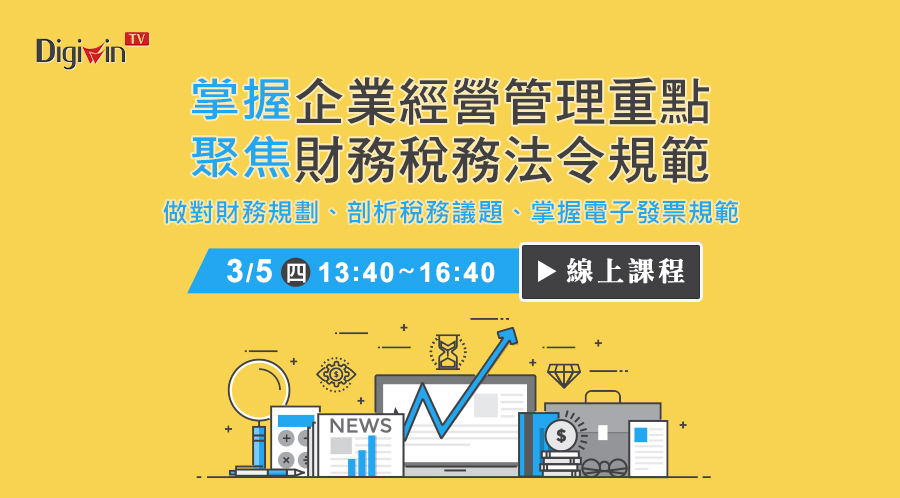 Digiwin TV
掌握企業經營管理重點
聚焦財務稅務法令規範
做對財務規劃、剖析稅務議題、掌握電子發票規範
3/5 四 13:40~16:40 ▶ 線上課程
NEWS
$
$